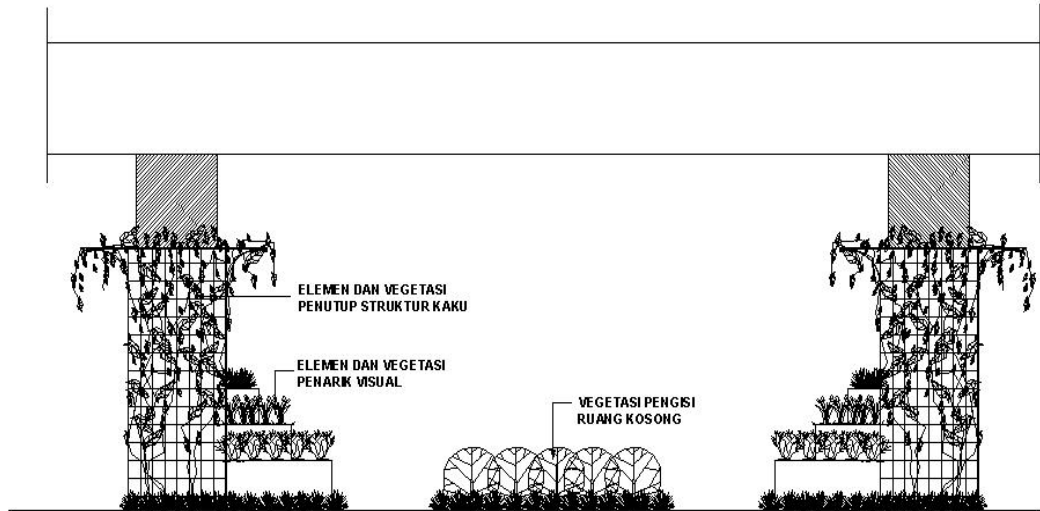 ELEMEN DAN VEGETASI
PENUTUP STRUKTUR KAKU
ELEMEN DAN VEGETASI
PENARIK VISUAL
VEGETASI PENGISI
RUANG KOSONG